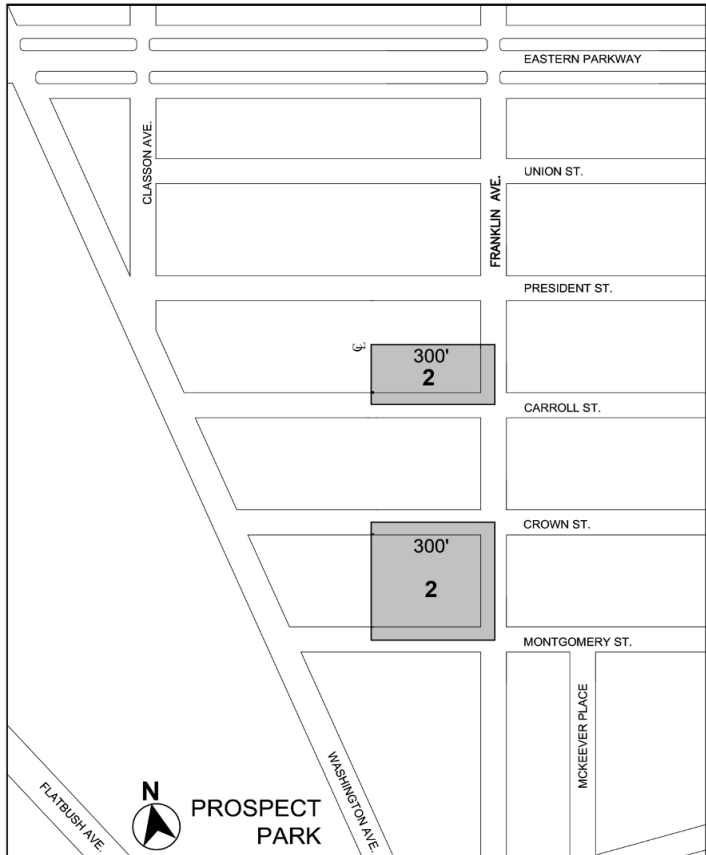 EASTERN PARKWAY
CLASSON AVE.
UNION ST.
FRANKLIN AVE.
PRESIDENT ST.
℄
300'
2
CARROLL ST.
CROWN ST.
300'
2
MONTGOMERY ST.
MCKEEVER PLACE
WASHINGTON AVE.
FLATBUSH AVE.
N
PROSPECT
PARK